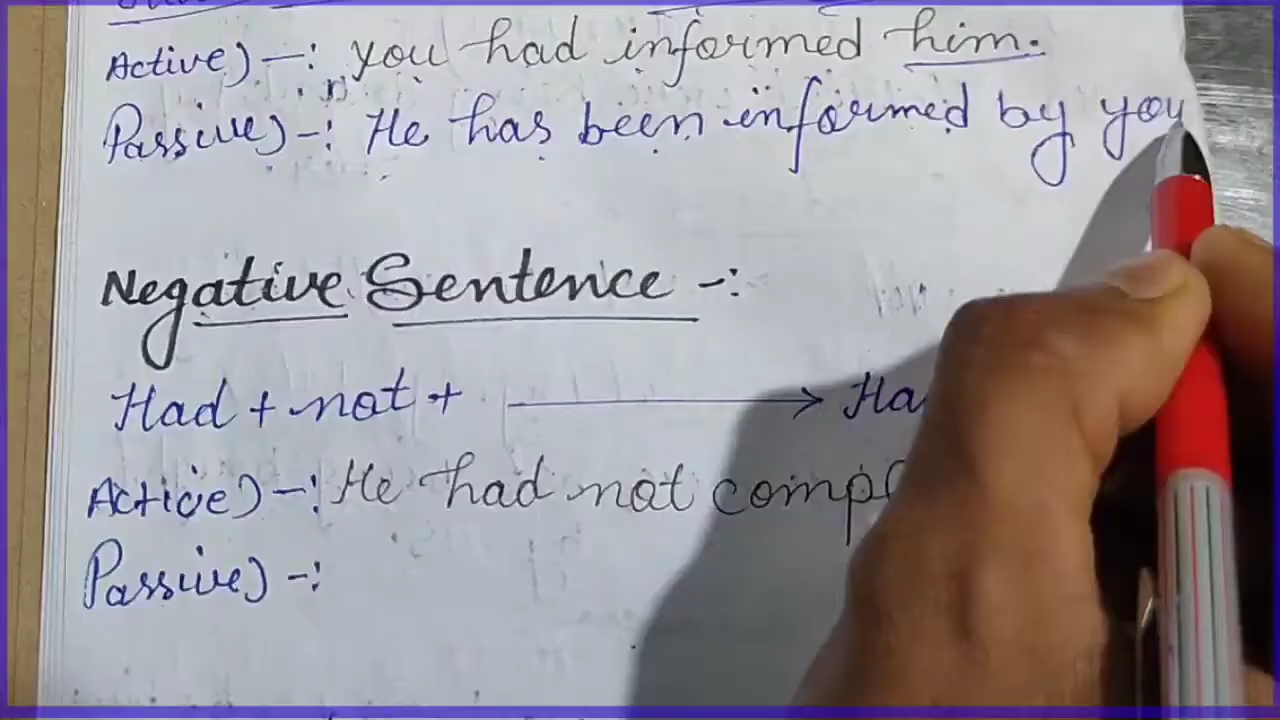 Active) -: you had informed him.
Passive) -: He has been informed by you
Negative Sentence -:
Had + not + → Ha
Active) -: He had not comp
Passive) -: